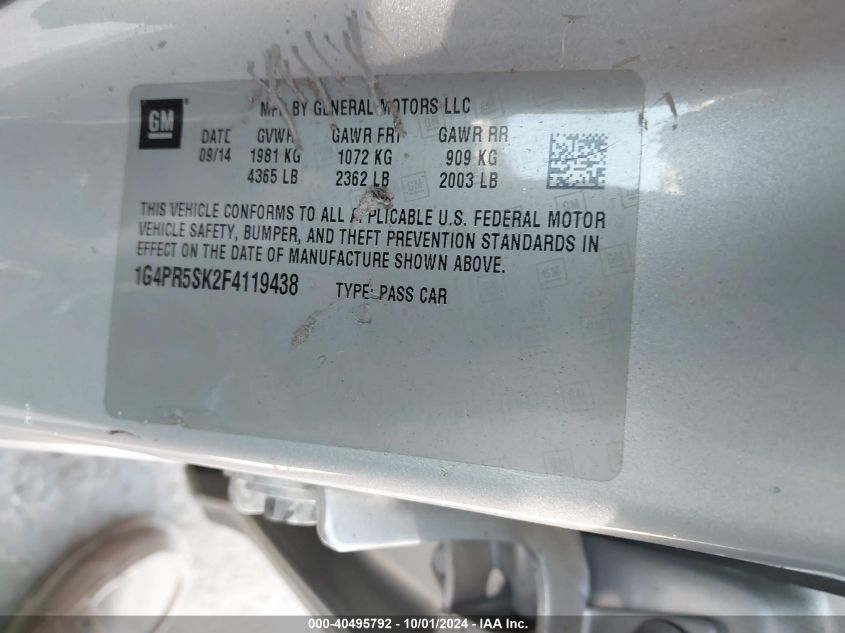 GM
MFD BY GENERAL MOTORS LLC
DATE GVWR GAWR FRT GAWR RR
09/14 1981 KG 1072 KG 909 KG
4365 LB 2362 LB 2003 LB
THIS VEHICLE CONFORMS TO ALL APPLICABLE U.S. FEDERAL MOTOR
VEHICLE SAFETY, BUMPER, AND THEFT PREVENTION STANDARDS IN
EFFECT ON THE DATE OF MANUFACTURE SHOWN ABOVE.
1G4PR5SK2F4119438 TYPE: PASS CAR
000-40495792 - 10/01/2024 - IAA Inc.